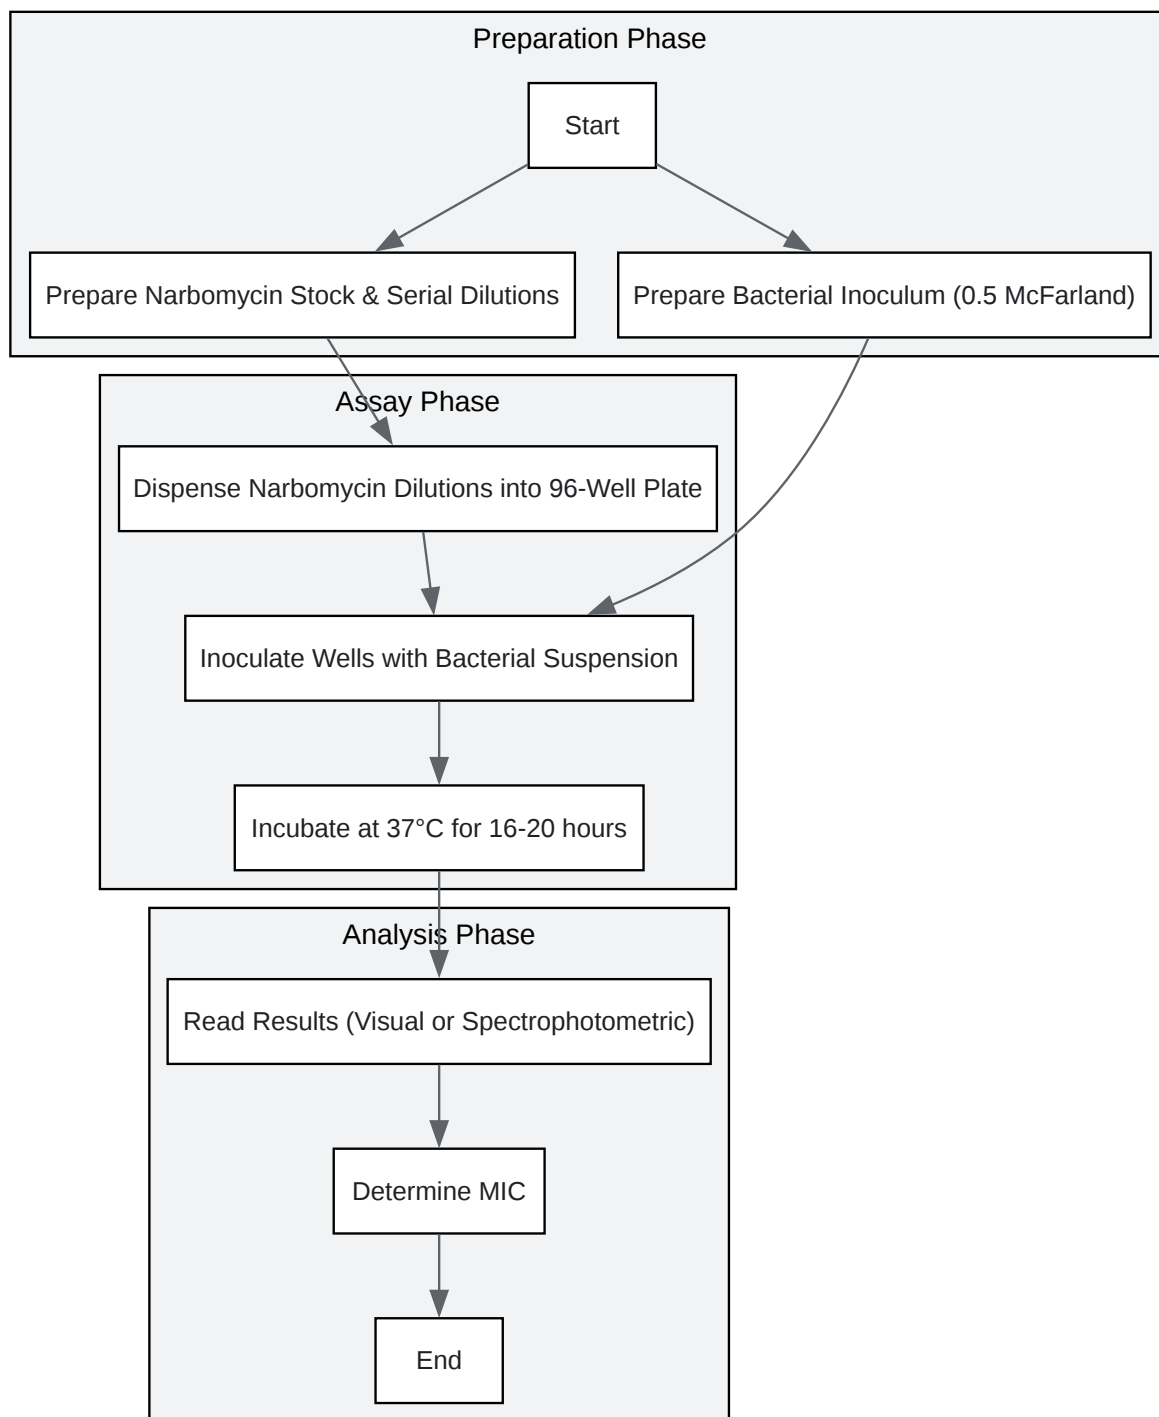 Preparation Phase
Start
Prepare Narbomycin Stock & Serial Dilutions
Prepare Bacterial Inoculum (0.5 McFarland)
Assay Phase
Dispense Narbomycin Dilutions into 96-Well Plate
Inoculate Wells with Bacterial Suspension
Incubate at 37°C for 16-20 hours
Analysis Phase
Read Results (Visual or Spectrophotometric)
Determine MIC
End